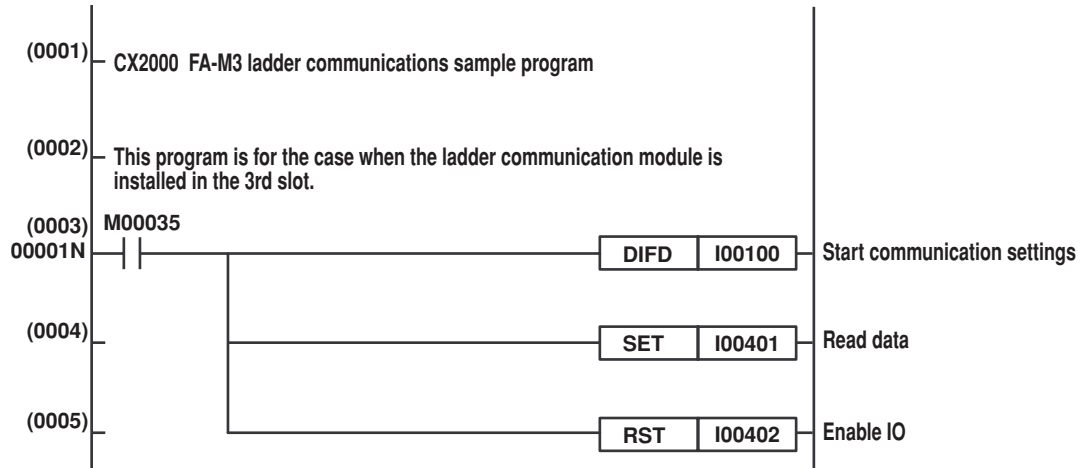 (0001)
CX2000 FA-M3 ladder communications sample program
(0002)
This program is for the case when the ladder communication module is
installed in the 3rd slot.
(0003) M00035
00001N DIFD I00100 Start communication settings
(0004)
SET I00401 Read data
(0005)
RST I00402 Enable IO